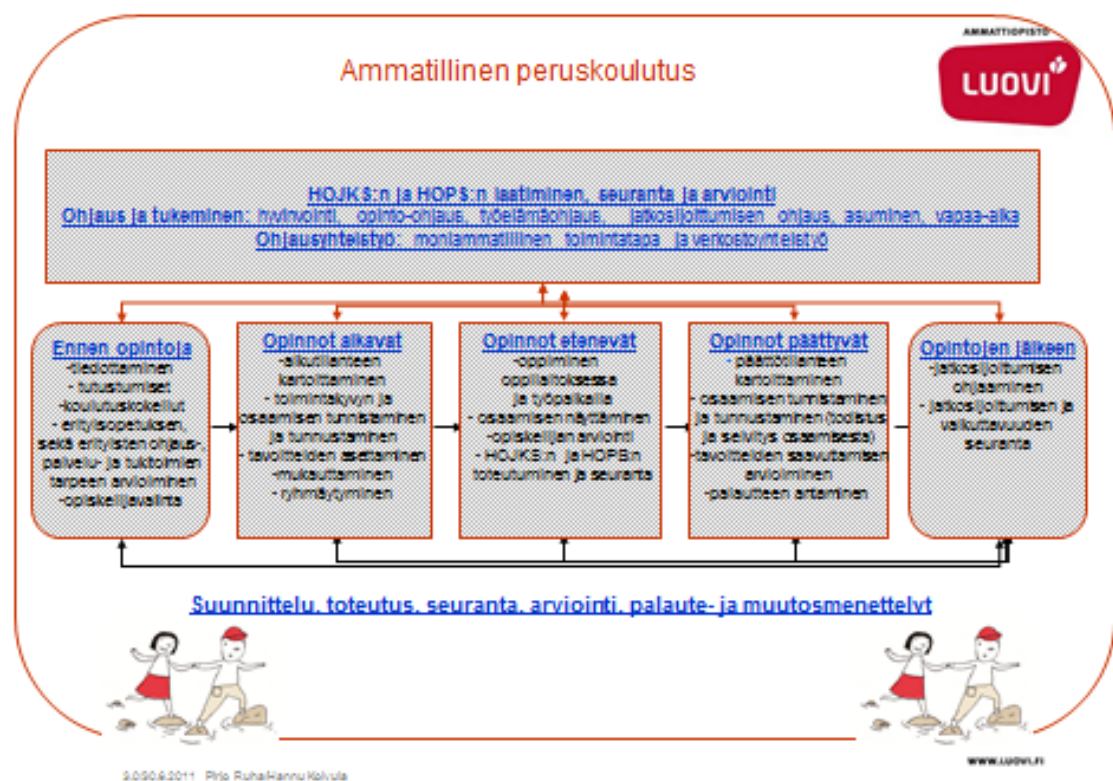 AMMATTIOPISTO
LUOVI
Ammatillinen peruskoulutus
HOJKS:n ja HOPS:n laatiminen, seuranta ja arviointi
Ohjaus ja tukeminen: hyvinvointi, opinto-ohjaus, työelämäohjaus, jatkosijoittumisen ohjaus, asuminen, vapaa-aika
Ohjausyhteistyö: moniammatillinen toimintatapa ja verkostoyhteistyö
Ennen opintoja
-tiedottaminen
- tutustumiset
-koulutuskokeilut
- erityisopetuksen,
sekä erityisten ohjaus-,
palvelu- ja tukitoimien
tarpeen arvioiminen
-opiskelijavalinta
Opinnot alkavat
-alkutilanteen
kartoittaminen
- toimintakyvyn ja
osaamisen tunnistaminen
ja tunnustaminen
- tavoitteiden asettaminen
-mukauttaminen
- ryhmäytyminen
Opinnot etenevät
-oppiminen
oppilaitoksessa
ja työpaikalla
- osaamisen näyttäminen
-opiskelijan arviointi
- HOJKS:n ja HOPS:n
toteutuminen ja seuranta
Opinnot päättyvät
- päättötilanteen
kartoittaminen
- osaamisen tunnistaminen
ja tunnustaminen (todistus
ja selvitys osaamisesta)
-tavoitteiden saavutamisen
arvioiminen
-palautteen antaminen
Opintojen jälkeen
-jatkosijoittumisen
ohjaaminen
- jatkosijoittumisen ja
vaikuttavuuden
seuranta
Suunnittelu, toteutus, seuranta, arviointi, palaute- ja muutosmenettelyt
WWW.LUOVI.FI
Pirjo Ruha/Hannu Koivula